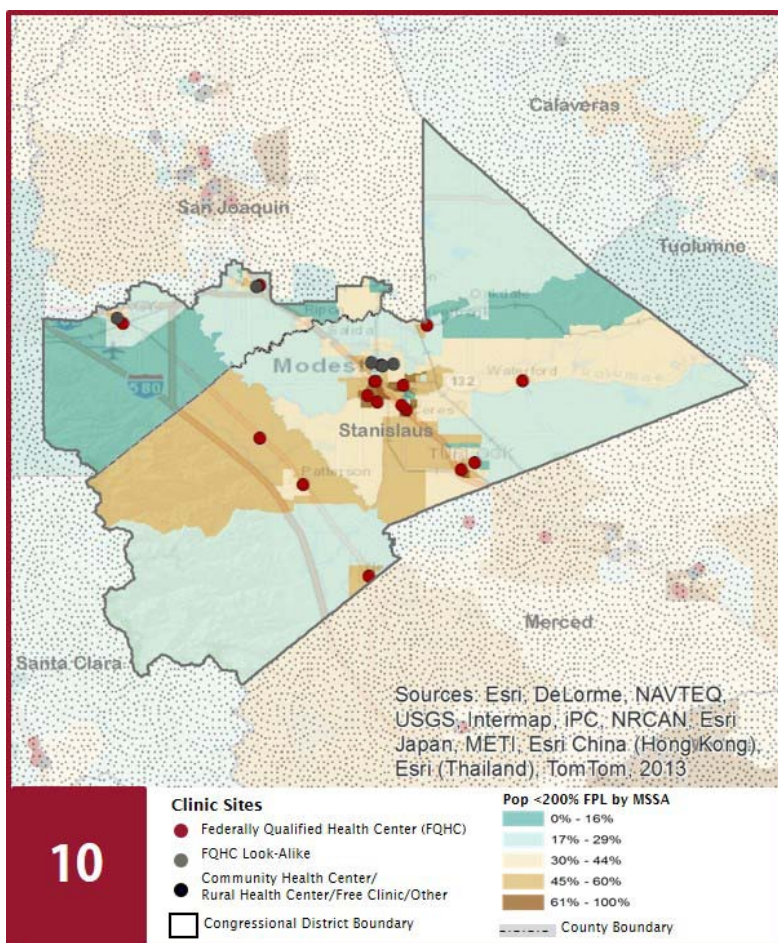 Calaveras
San Joaquin
Tuolumne
Oakdale
Modes
580
132
Waterford
Stanislaus
Patterson
Merced
Santa Clara
Sources: Esri, DeLorme, NAVTEQ,
USGS, Intermap, iPC, NRCAN, Esri
Japan, METI, Esri China (Hong Kong),
Esri (Thailand), TomTom, 2013
10
Clinic Sites
Federally Qualified Health Center (FQHC)
FQHC Look-Alike
Community Health Center/
Rural Health Center/Free Clinic/Other
Congressional District Boundary
Pop <200% FPL by MSSA
0% - 16%
17% - 29%
30% - 44%
45% - 60%
61% - 100%
County Boundary